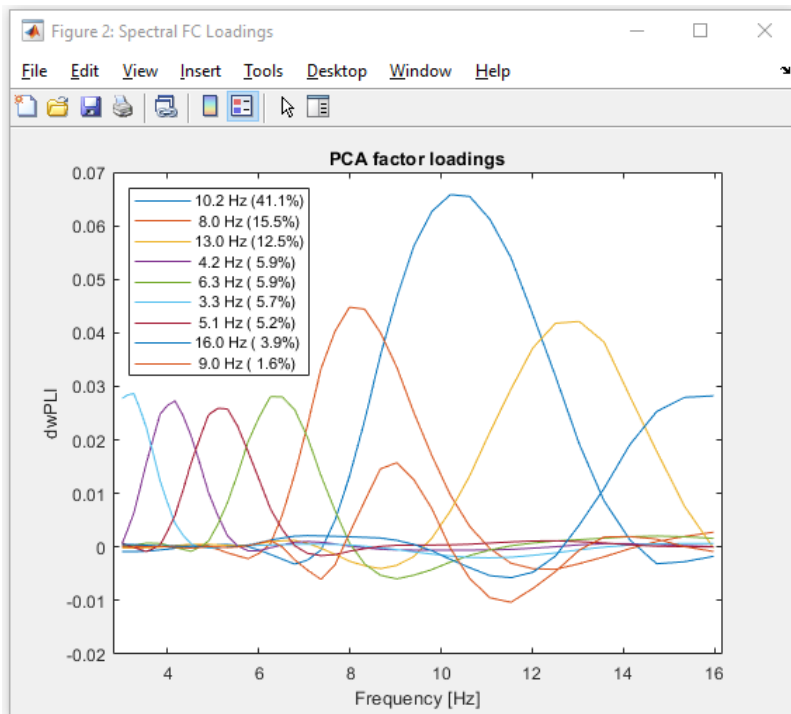 Figure 2: Spectral FC Loadings
File Edit View Insert Tools Desktop Window Help
PCA factor loadings
0.07
0.06
0.05
0.04
0.03
0.02
0.01
0
-0.01
-0.02
dwPLI
10.2 Hz (41.1%)
8.0 Hz (15.5%)
13.0 Hz (12.5%)
4.2 Hz ( 5.9%)
6.3 Hz ( 5.9%)
3.3 Hz ( 5.7%)
5.1 Hz ( 5.2%)
16.0 Hz ( 3.9%)
9.0 Hz ( 1.6%)
4 6 8 10 12 14 16
Frequency [Hz]